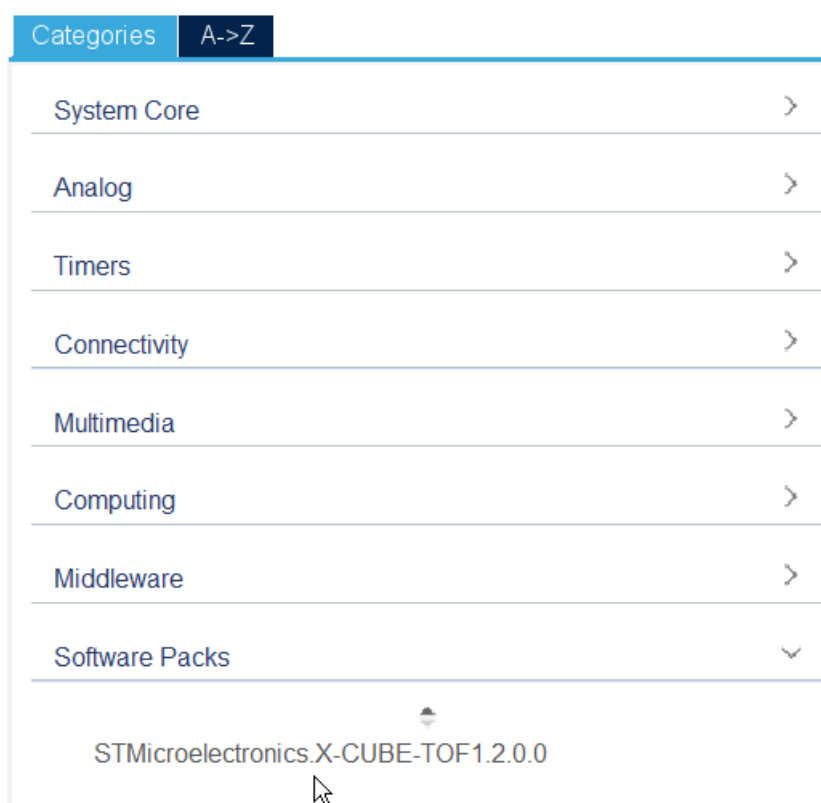 Categories A->Z
System Core
Analog
Timers
Connectivity
Multimedia
Computing
Middleware
Software Packs
STMicroelectronics.X-CUBE-TOF1.2.0.0